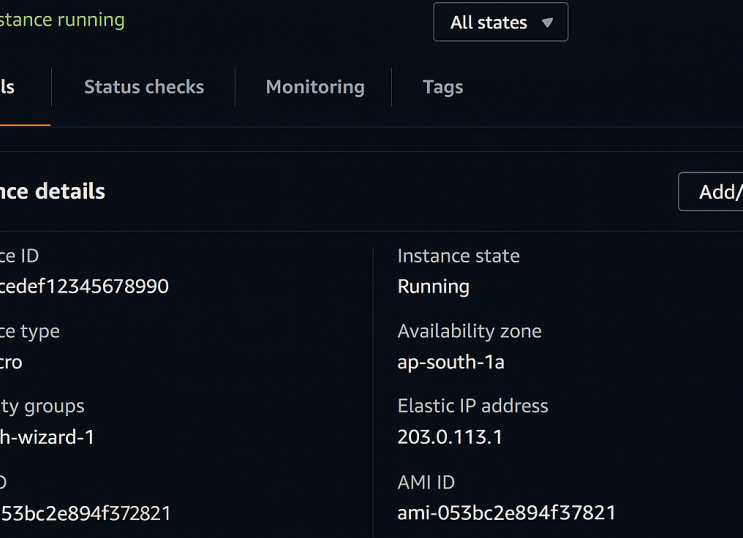 stance running
All states
ls
Status checks
Monitoring
Tags
nce details
Add/
ce ID
cedef12345678990
Instance state
Running
ce type
cro
Availability zone
ap-south-1a
ty groups
h-wizard-1
Elastic IP address
203.0.113.1
D
53bc2e894f372821
AMI ID
ami-053bc2e894f37821